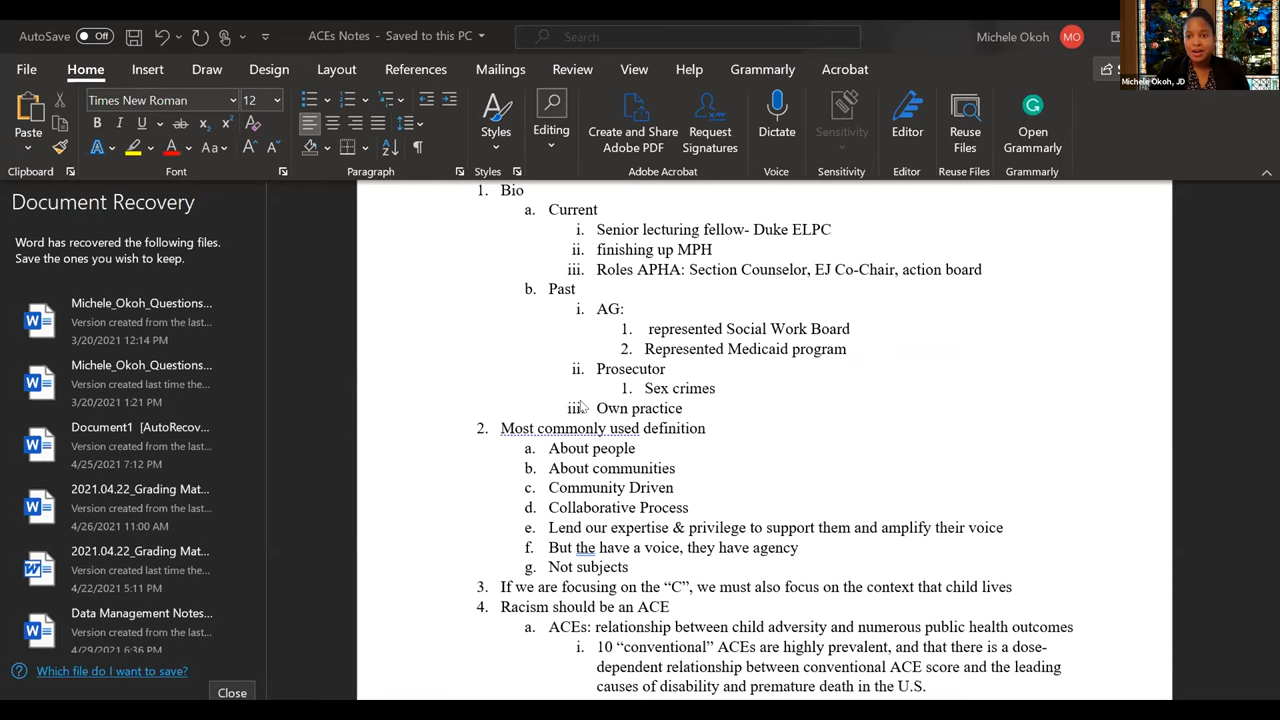 AutoSave Off ACEs Notes - Saved to this PC Search Michele Okoh MO
File Home Insert Draw Design Layout References Mailings Review View Help Grammarly Acrobat
Michele Okoh, JD
Times New Roman 12
Paste Styles Editing Create and Share Adobe PDF Request Signatures Dictate Sensitivity Editor Reuse Files Open Grammarly
Clipboard Font Paragraph Styles Adobe Acrobat Voice Sensitivity Editor Reuse Files Grammarly
Document Recovery
Word has recovered the following files.
Save the ones you wish to keep.
Michele_Okoh_Questions...
Version created from the last...
3/20/2021 12:14 PM
Michele_Okoh_Questions...
Version created last time the...
3/20/2021 1:21 PM
Document1 [AutoRecov...
Version created from the last...
4/25/2021 7:12 PM
2021.04.22_Grading Mat...
Version created from the last...
4/26/2021 11:00 AM
2021.04.22_Grading Mat...
Version created last time the...
4/22/2021 5:11 PM
Data Management Notes...
Version created from the last...
4/19/2021 6:36 PM
Which file do I want to save?
Close
1. Bio
a. Current
i. Senior lecturing fellow- Duke ELPC
ii. finishing up MPH
iii. Roles APHA: Section Counselor, EJ Co-Chair, action board
b. Past
i. AG:
1. represented Social Work Board
2. Represented Medicaid program
ii. Prosecutor
1. Sex crimes
iii. Own practice
2. Most commonly used definition
a. About people
b. About communities
c. Community Driven
d. Collaborative Process
e. Lend our expertise & privilege to support them and amplify their voice
f. But the have a voice, they have agency
g. Not subjects
3. If we are focusing on the “C”, we must also focus on the context that child lives
4. Racism should be an ACE
a. ACEs: relationship between child adversity and numerous public health outcomes
i. 10 “conventional” ACEs are highly prevalent, and that there is a dose-
dependent relationship between conventional ACE score and the leading
causes of disability and premature death in the U.S.